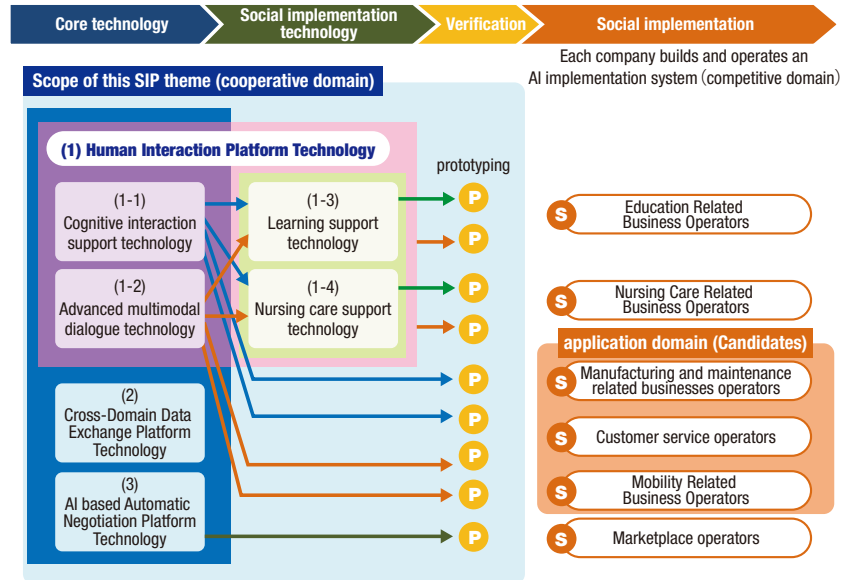 Core technology
Social implementation
technology
Verification
Social implementation
Each company builds and operates an
AI implementation system (competitive domain)
Scope of this SIP theme (cooperative domain)
(1) Human Interaction Platform Technology
prototyping
(1-1)
Cognitive interaction
support technology
(1-3)
Learning support
technology
(1-2)
Advanced multimodal
dialogue technology
(1-4)
Nursing care support
technology
(2)
Cross-Domain Data
Exchange Platform
Technology
(3)
AI based Automatic
Negotiation Platform
Technology
P
P
P
P
P
P
P
P
P
S
Education Related
Business Operators
S
Nursing Care Related
Business Operators
application domain (Candidates)
S
Manufacturing and maintenance
related businesses operators
S
Customer service operators
S
Mobility Related
Business Operators
S
Marketplace operators